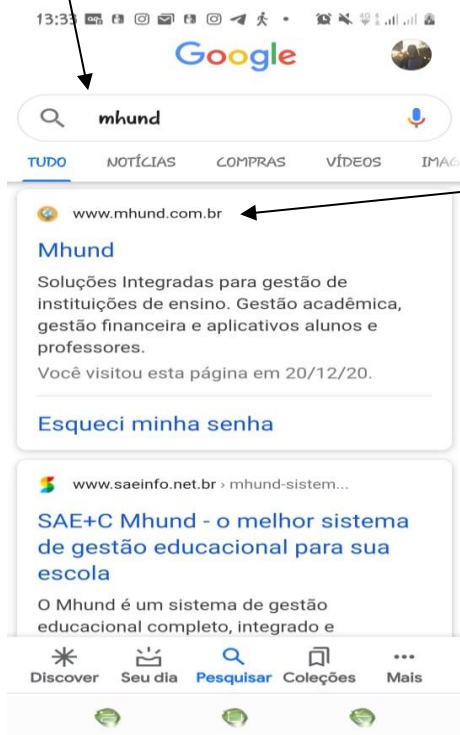 13:33
Google
mhund
TUDO NOTÍCIAS COMPRAS VÍDEOS IMAG
www.mhund.com.br
Mhund
Soluções Integradas para gestão de
instituições de ensino. Gestão acadêmica,
gestão financeira e aplicativos alunos e
professores.
Você visitou esta página em 20/12/20.
Esqueci minha senha
www.saeinfo.net.br › mhund-sistem...
SAE+C Mhund - o melhor sistema
de gestão educacional para sua
escola
O Mhund é um sistema de gestão
educacional completo, integrado e
Discover Seu dia Pesquisar Coleções Mais